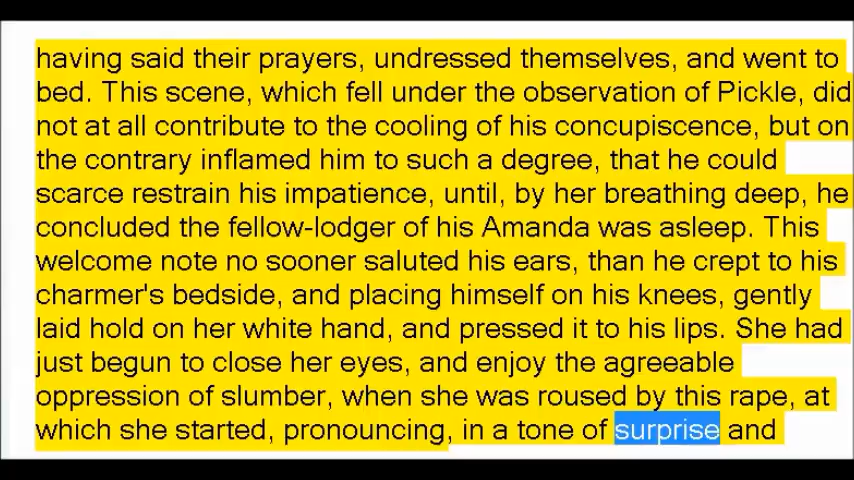 having said their prayers, undressed themselves, and went to
bed. This scene, which fell under the observation of Pickle, did
not at all contribute to the cooling of his concupiscence, but on
the contrary inflamed him to such a degree, that he could
scarce restrain his impatience, until, by her breathing deep, he
concluded the fellow-lodger of his Amanda was asleep. This
welcome note no sooner saluted his ears, than he crept to his
charmer's bedside, and placing himself on his knees, gently
laid hold on her white hand, and pressed it to his lips. She had
just begun to close her eyes, and enjoy the agreeable
oppression of slumber, when she was roused by this rape, at
which she started, pronouncing, in a tone of surprise and